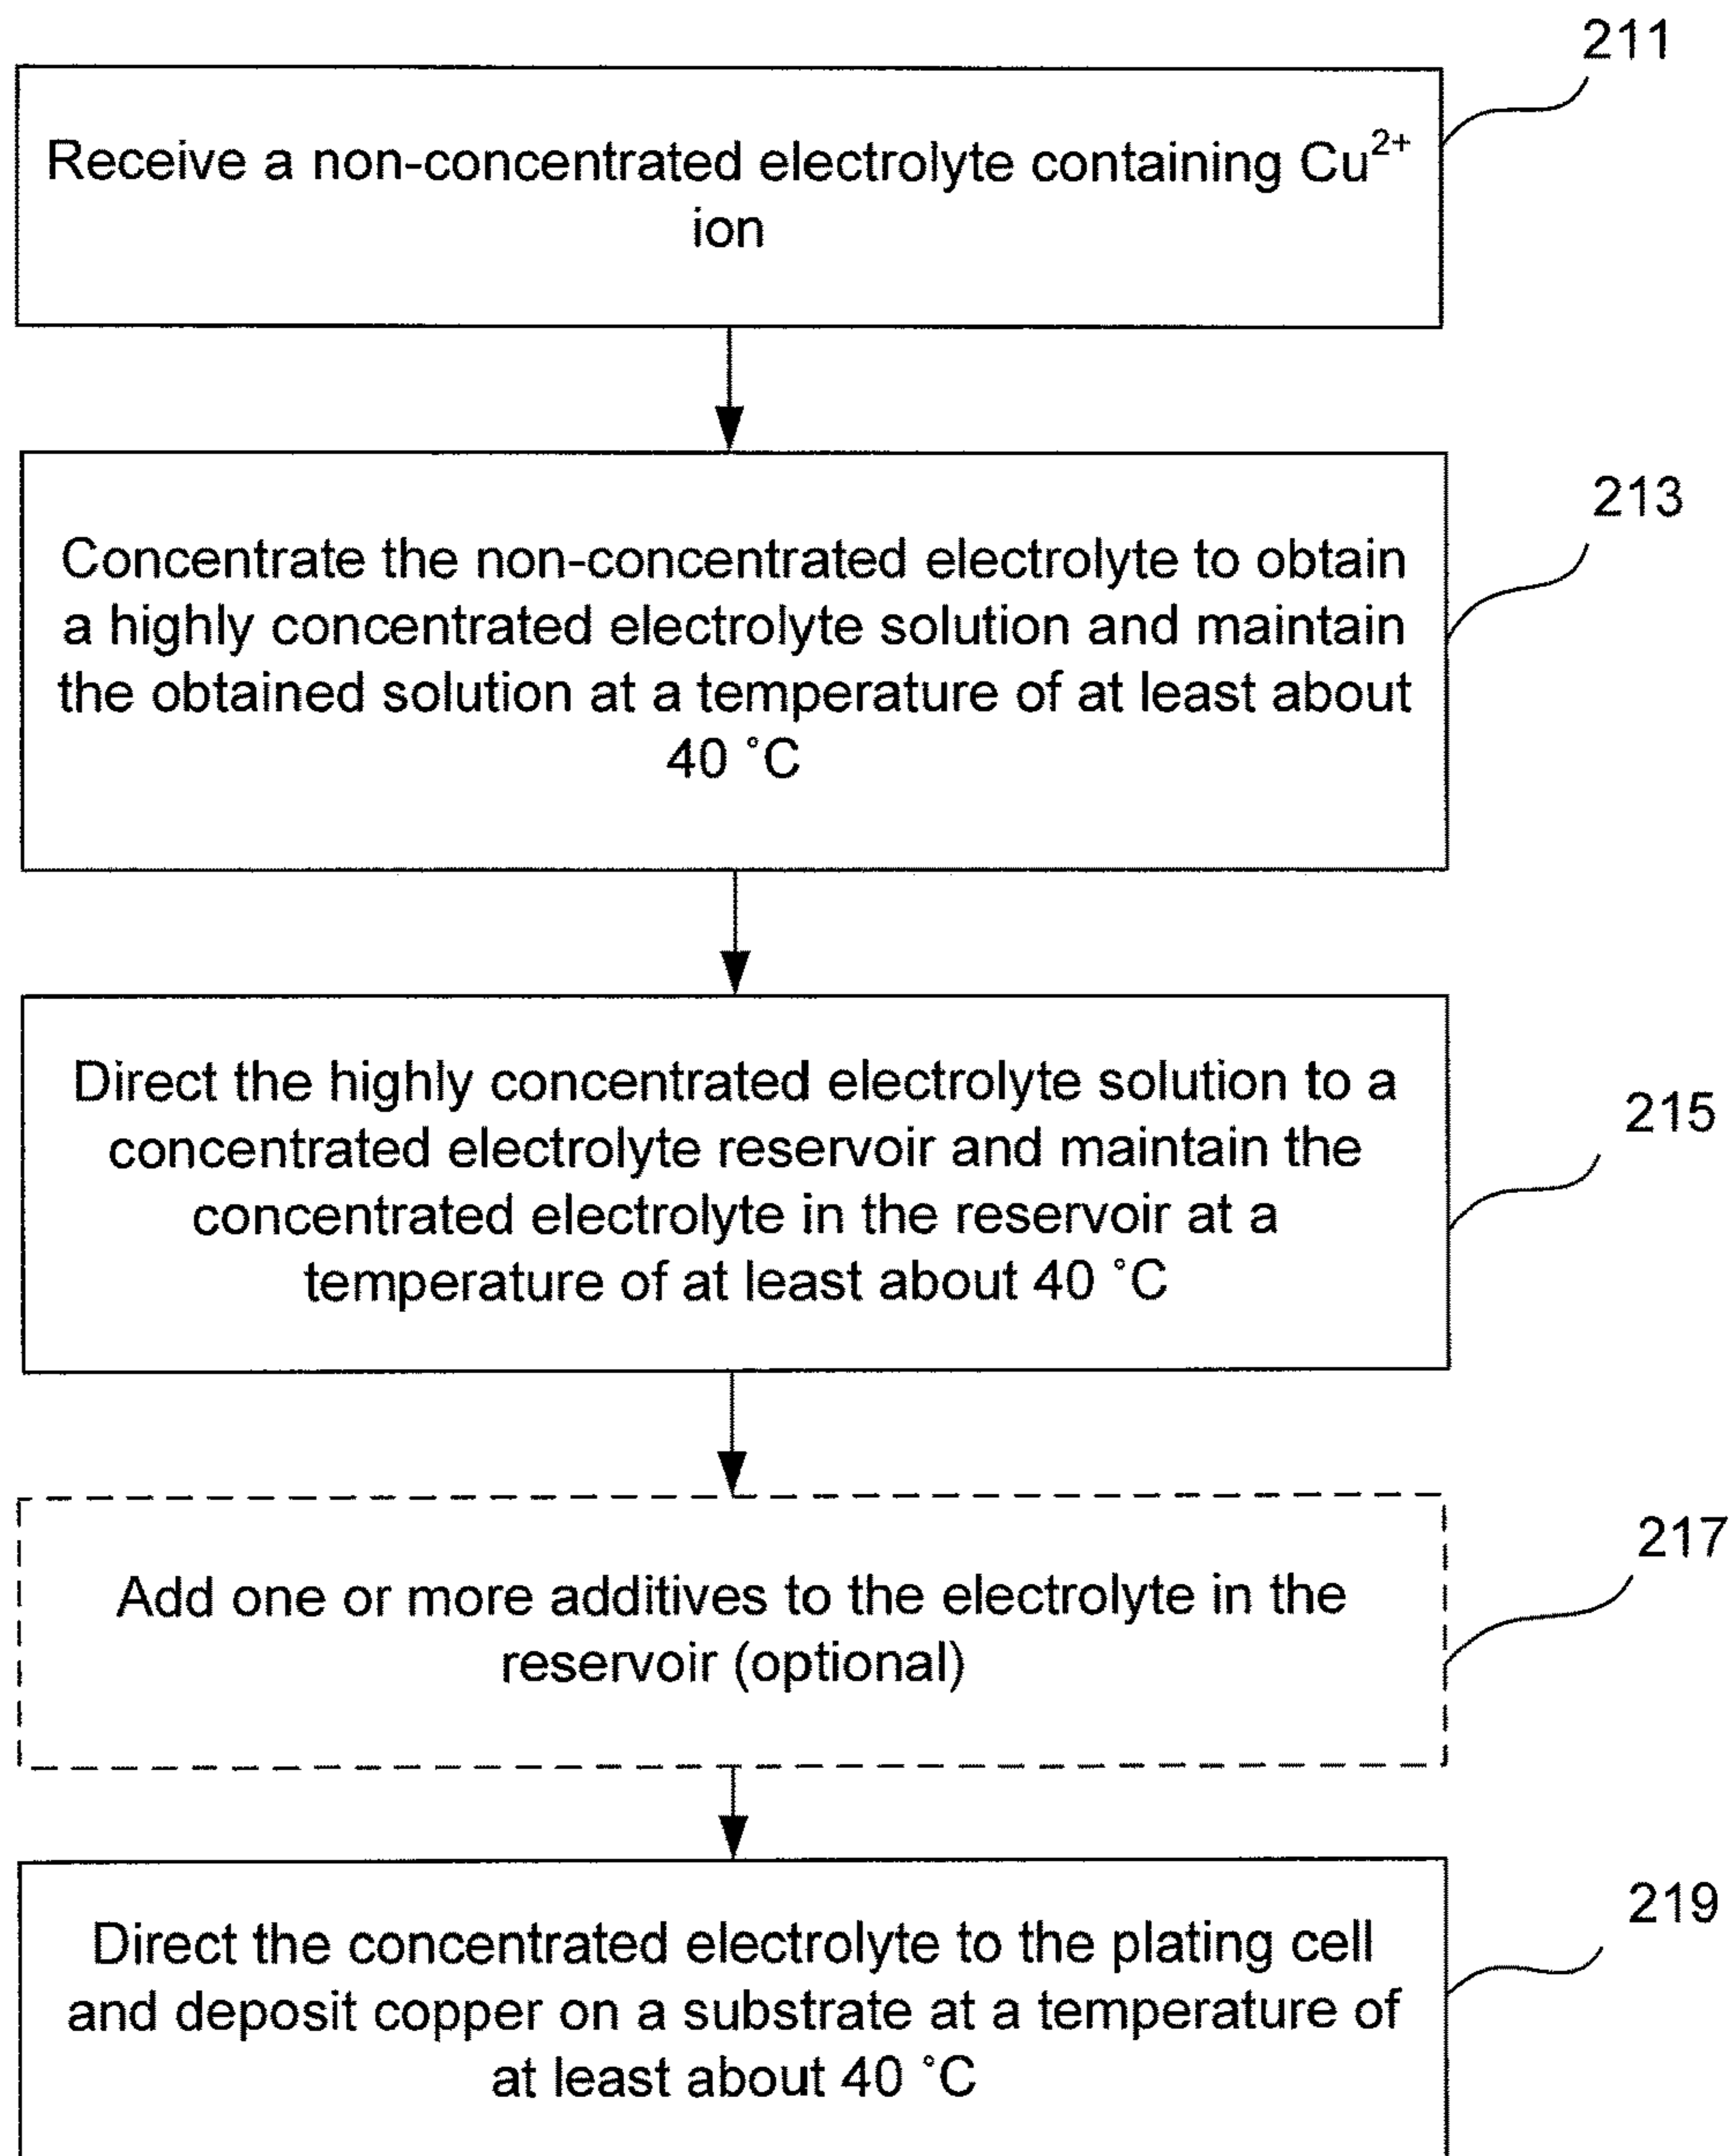 211
Receive a non-concentrated electrolyte containing Cu²⁺
ion
213
Concentrate the non-concentrated electrolyte to obtain
a highly concentrated electrolyte solution and maintain
the obtained solution at a temperature of at least about
40 ˚C
215
Direct the highly concentrated electrolyte solution to a
concentrated electrolyte reservoir and maintain the
concentrated electrolyte in the reservoir at a
temperature of at least about 40 ˚C
217
Add one or more additives to the electrolyte in the
reservoir (optional)
219
Direct the concentrated electrolyte to the plating cell
and deposit copper on a substrate at a temperature of
at least about 40 ˚C